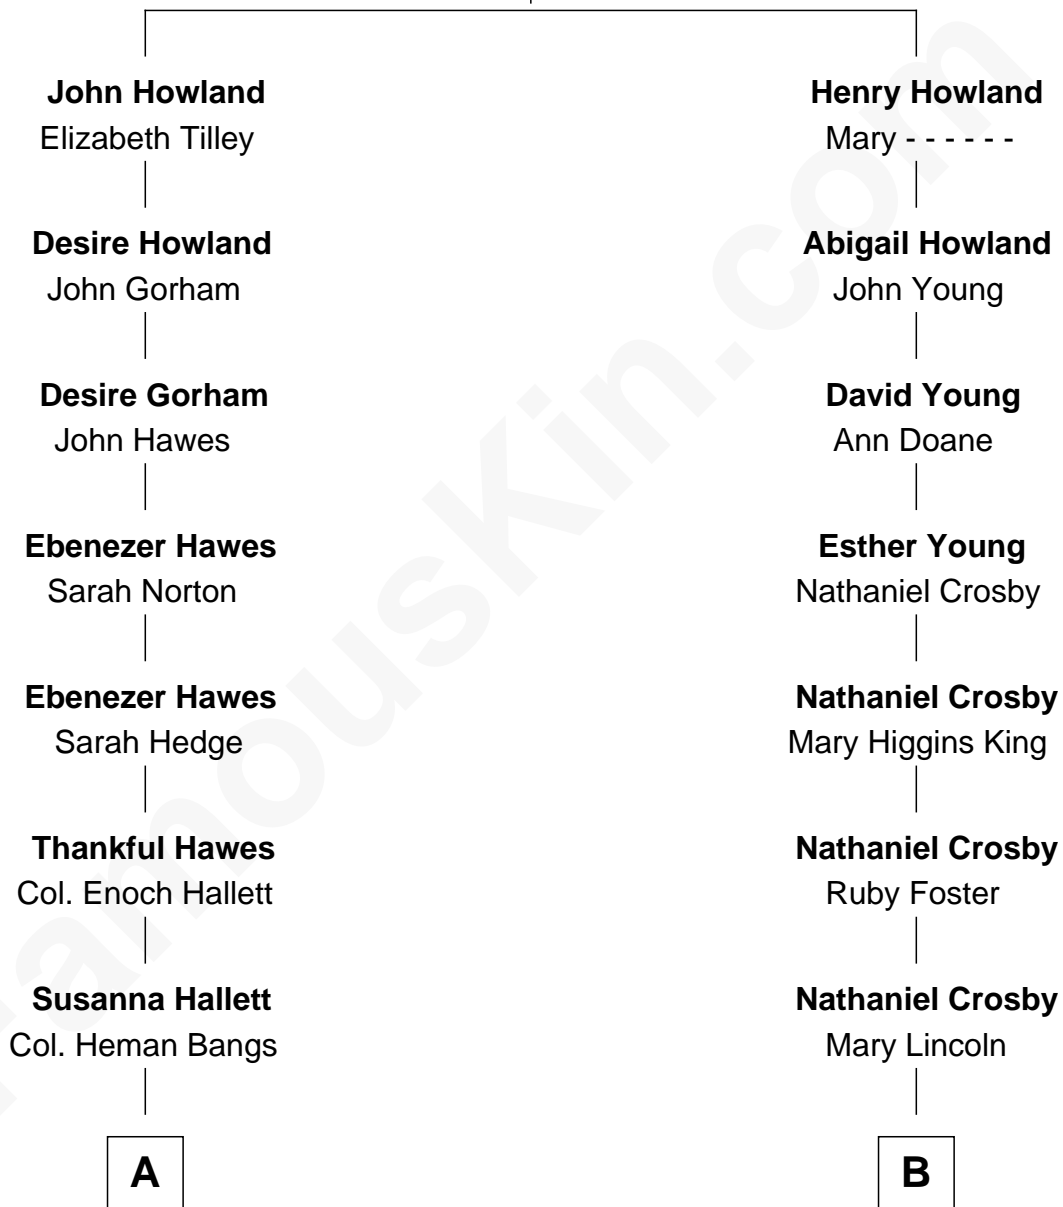 John Howland
Elizabeth Tilley
Desire Howland
John Gorham
Desire Gorham
John Hawes
Ebenezer Hawes
Sarah Norton
Ebenezer Hawes
Sarah Hedge
Thankful Hawes
Col. Enoch Hallett
Susanna Hallett
Col. Heman Bangs
A
Henry Howland
Mary - - - - - -
Abigail Howland
John Young
David Young
Ann Doane
Esther Young
Nathaniel Crosby
Nathaniel Crosby
Mary Higgins King
Nathaniel Crosby
Ruby Foster
Nathaniel Crosby
Mary Lincoln
B
FamousKin.com